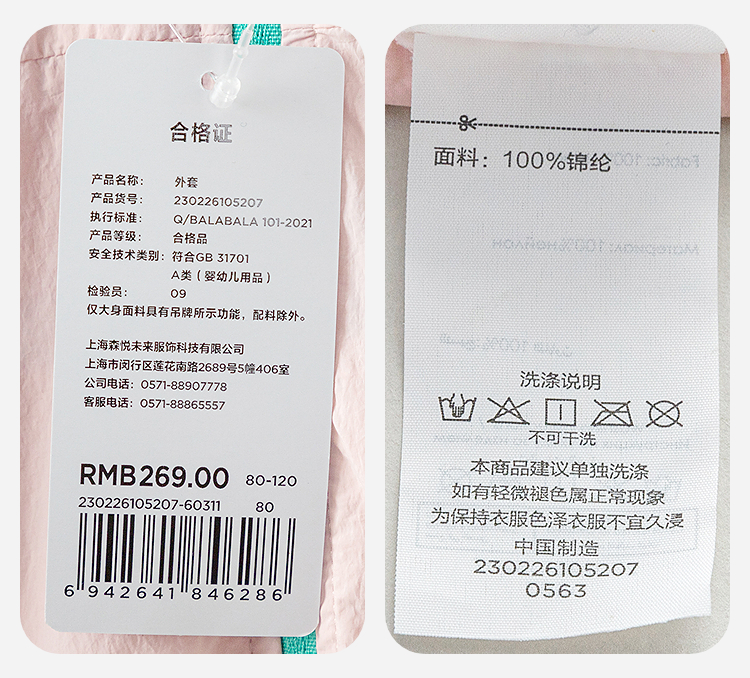 合格证
产品名称： 外套
产品货号： 230226105207
执行标准： Q/BALABALA 101-2021
产品等级： 合格品
安全技术类别： 符合GB 31701
A类（婴幼儿用品）
检验员： 09
仅大身面料具有吊牌所示功能，配料除外。
上海森悦未来服饰科技有限公司
上海市闵行区莲花南路2689号5幢406室
公司电话： 0571-88907778
客服电话： 0571-88865557
RMB269.00 80-120
230226105207-60311 80
6 942641 846286
面料：100%锦纶
洗涤说明
不可干洗
本商品建议单独洗涤
如有轻微褪色属正常现象
为保持衣服色泽衣服不宜久浸
中国制造
230226105207
0563